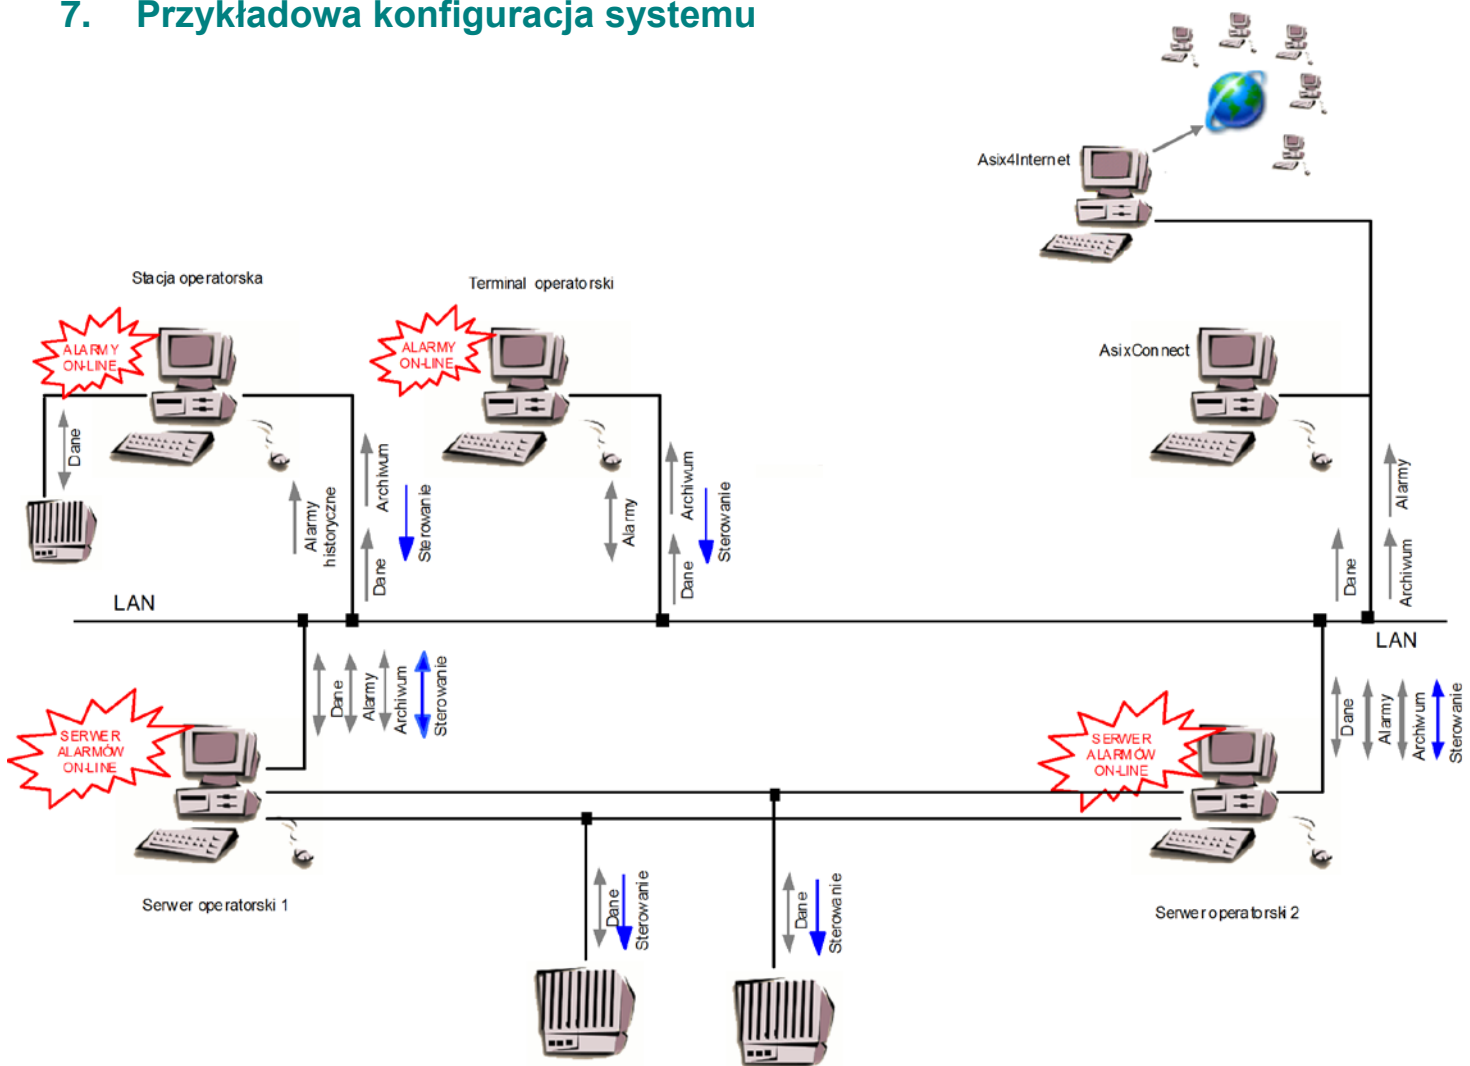 7. Przykładowa konfiguracja systemu
Asix4Internet
Stacja operatorska
Terminal operatorski
ALARMY
ON-LINE
ALARMY
ON-LINE
AsixConnect
Dane
Alarmy
historyczne
Archiwum
Sterowanie
Dane
Alarmy
Archiwum
Sterowanie
Dane
Alarmy
Dane
Archiwum
LAN
LAN
Dane
Alarmy
Archiwum
Sterowanie
Dane
Alarmy
Archiwum
Sterowanie
SERWER
ALARMÓW
ON-LINE
SERWER
ALARMÓW
ON-LINE
Serwer operatorski 1
Serwer operatorski 2
Dane
Sterowanie
Dane
Sterowanie